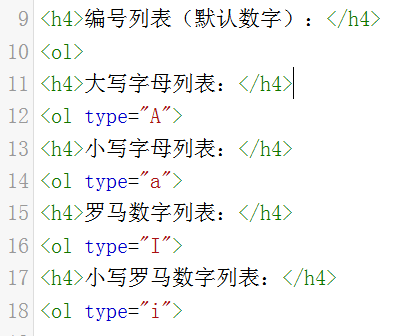 9 <h4>编号列表（默认数字）：</h4>
10 <ol>
11 <h4>大写字母列表：</h4>
12 <ol type="A">
13 <h4>小写字母列表：</h4>
14 <ol type="a">
15 <h4>罗马数字列表：</h4>
16 <ol type="I">
17 <h4>小写罗马数字列表：</h4>
18 <ol type="i">